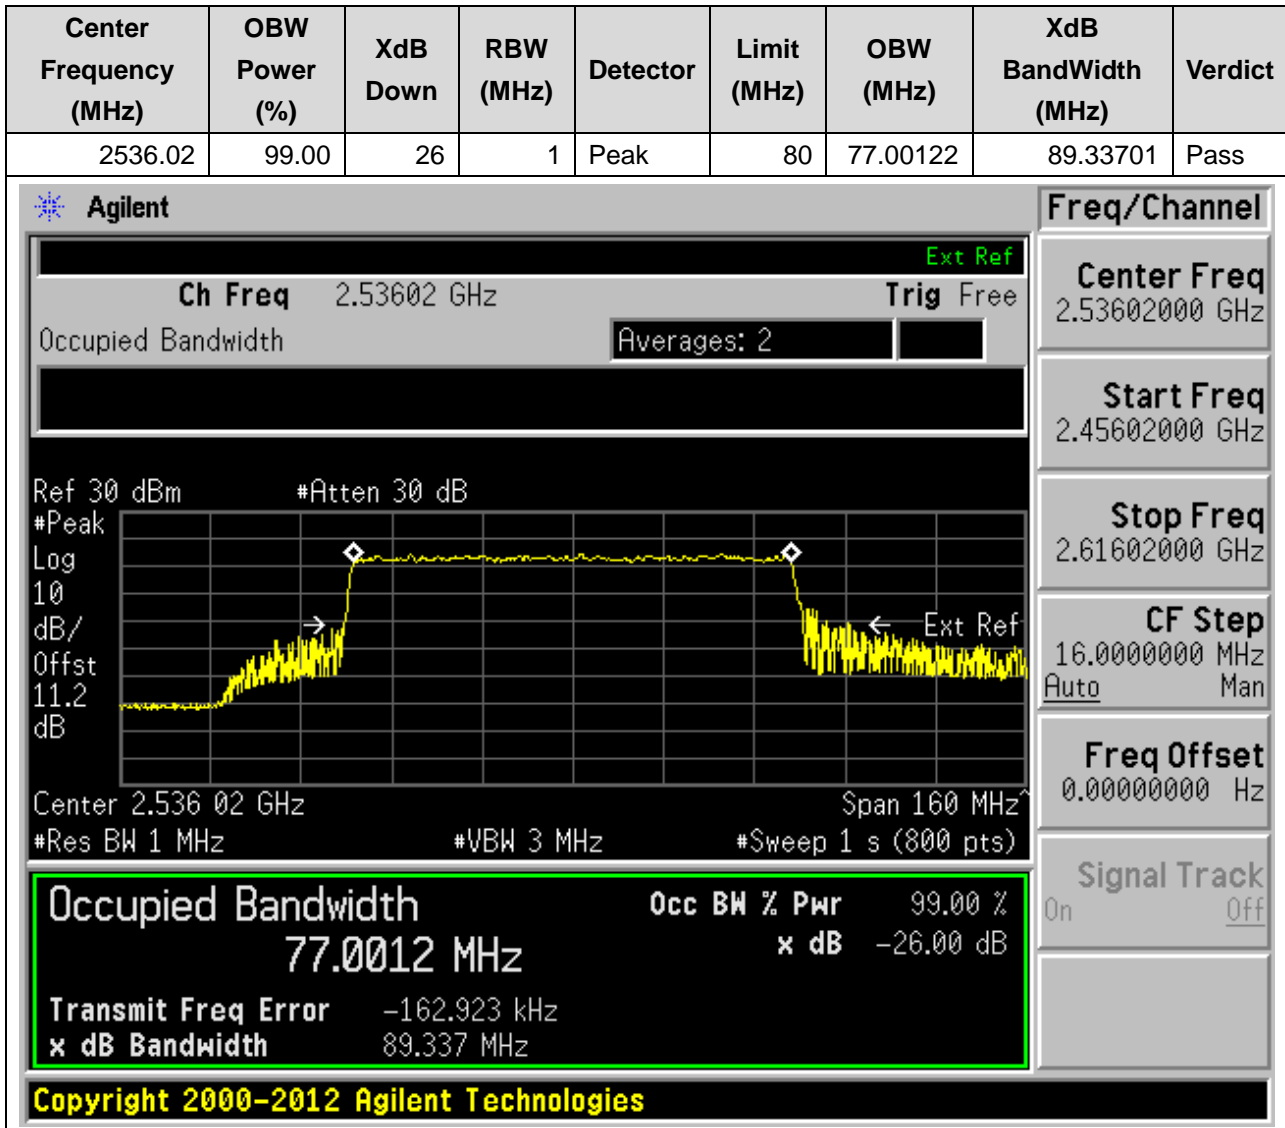 Center Frequency (MHz) OBW Power (%) XdB Down RBW (MHz) Detector Limit (MHz) OBW (MHz) XdB BandWidth (MHz) Verdict
2536.02 99.00 26 1 Peak 80 77.00122 89.33701 Pass
Agilent
Ext Ref
Ch Freq 2.53602 GHz Trig Free
Occupied Bandwidth Averages: 2
Ref 30 dBm #Atten 30 dB
#Peak
Log
10
dB/
Offst
11.2
dB
Ext Ref
Center 2.536 02 GHz Span 160 MHz^
#Res BW 1 MHz #VBW 3 MHz #Sweep 1 s (800 pts)
Occupied Bandwidth Occ BW % Pwr 99.00 %
77.0012 MHz x dB -26.00 dB
Transmit Freq Error -162.923 kHz
x dB Bandwidth 89.337 MHz
Copyright 2000-2012 Agilent Technologies
Freq/Channel
Center Freq
2.53602000 GHz
Start Freq
2.45602000 GHz
Stop Freq
2.61602000 GHz
CF Step
16.0000000 MHz
Auto Man
Freq Offset
0.00000000 Hz
Signal Track
On Off